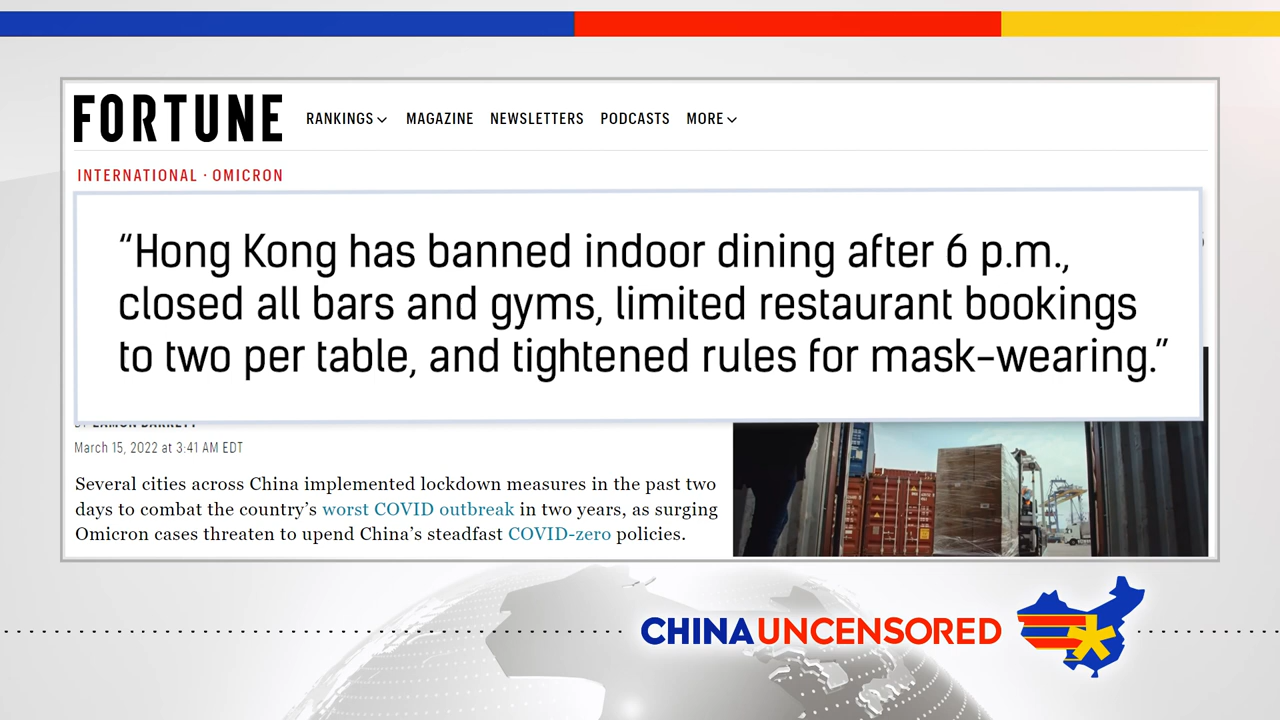 FORTUNE
RANKINGS MAGAZINE NEWSLETTERS PODCASTS MORE
INTERNATIONAL · OMICRON
“Hong Kong has banned indoor dining after 6 p.m.,
closed all bars and gyms, limited restaurant bookings
to two per table, and tightened rules for mask-wearing.”
March 15, 2022 at 3:41 AM EDT
Several cities across China implemented lockdown measures in the past two
days to combat the country’s worst COVID outbreak in two years, as surging
Omicron cases threaten to upend China’s steadfast COVID-zero policies.
CHINA UNCENSORED